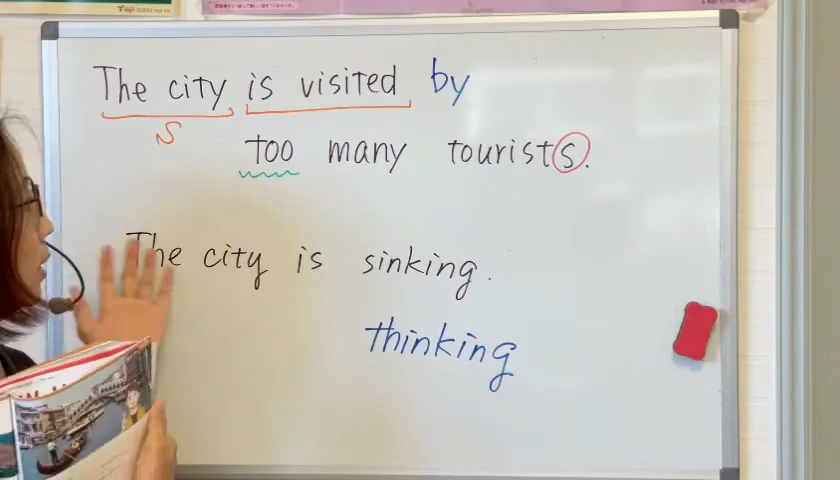 The city is visited by
S
too many tourists.
The city is sinking.
thinking